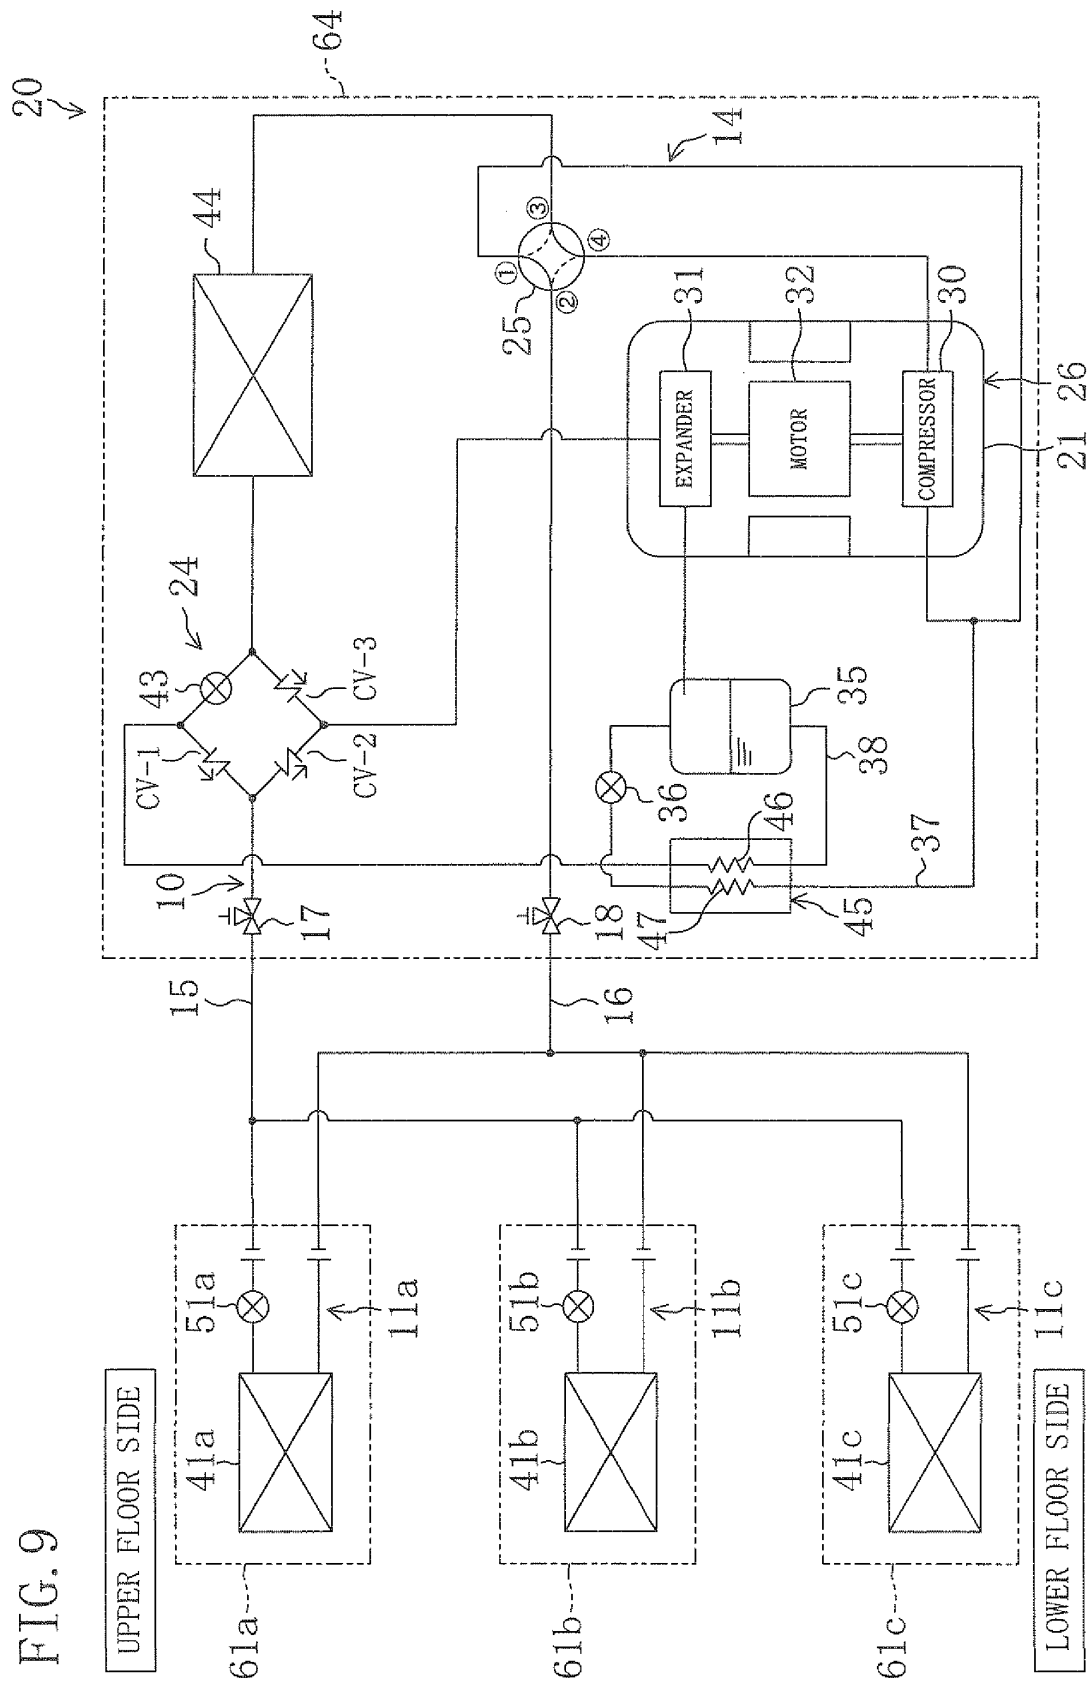 FIG. 9
20
UPPER FLOOR SIDE
61a
41a
51a
11a
15
10
17
CV-1
43
24
44
64
CV-2
CV-3
61b
41b
51b
11b
16
18
25
①
②
③
④
14
47
46
45
36
35
38
37
EXPANDER
31
MOTOR
32
COMPRESSOR
30
21
26
61c
41c
51c
11c
LOWER FLOOR SIDE